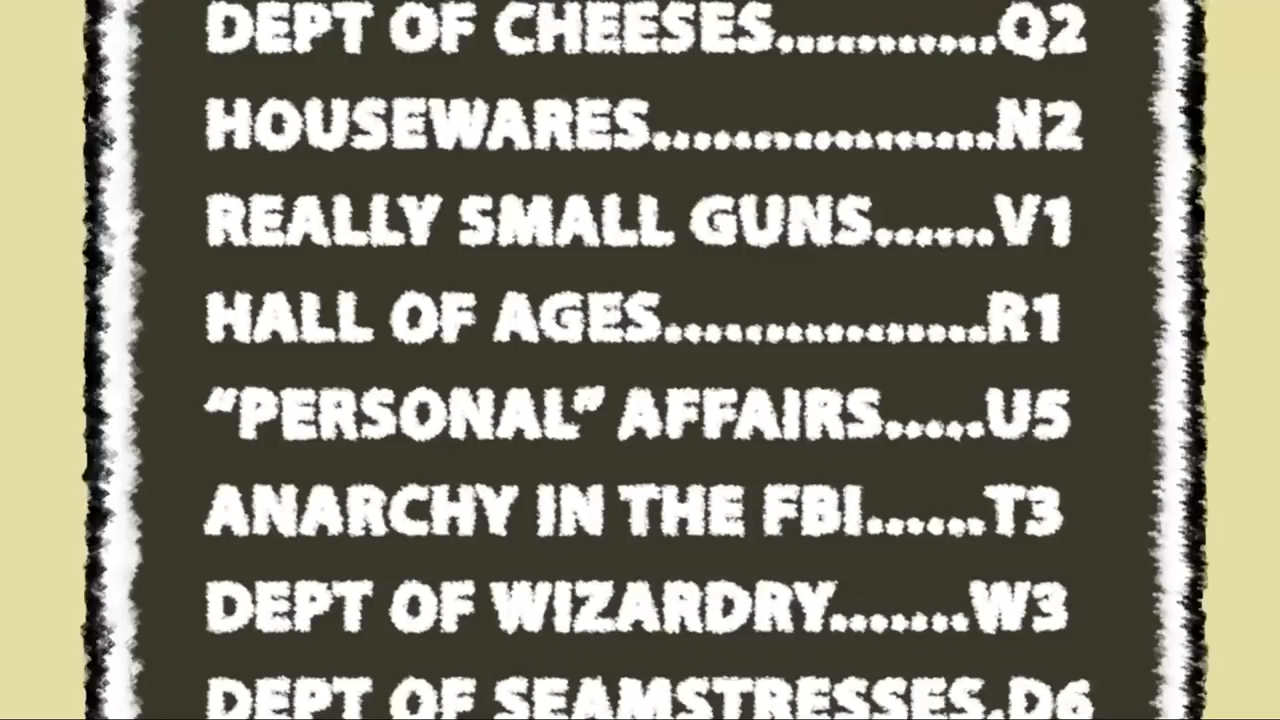 DEPT OF CHEESES...........Q2
HOUSEWARES.................N2
REALLY SMALL GUNS......V1
HALL OF AGES................R1
“PERSONAL” AFFAIRS.....U5
ANARCHY IN THE FBI......T3
DEPT OF WIZARDRY.......W3
DEPT OF SEAMSTRESSES.D6